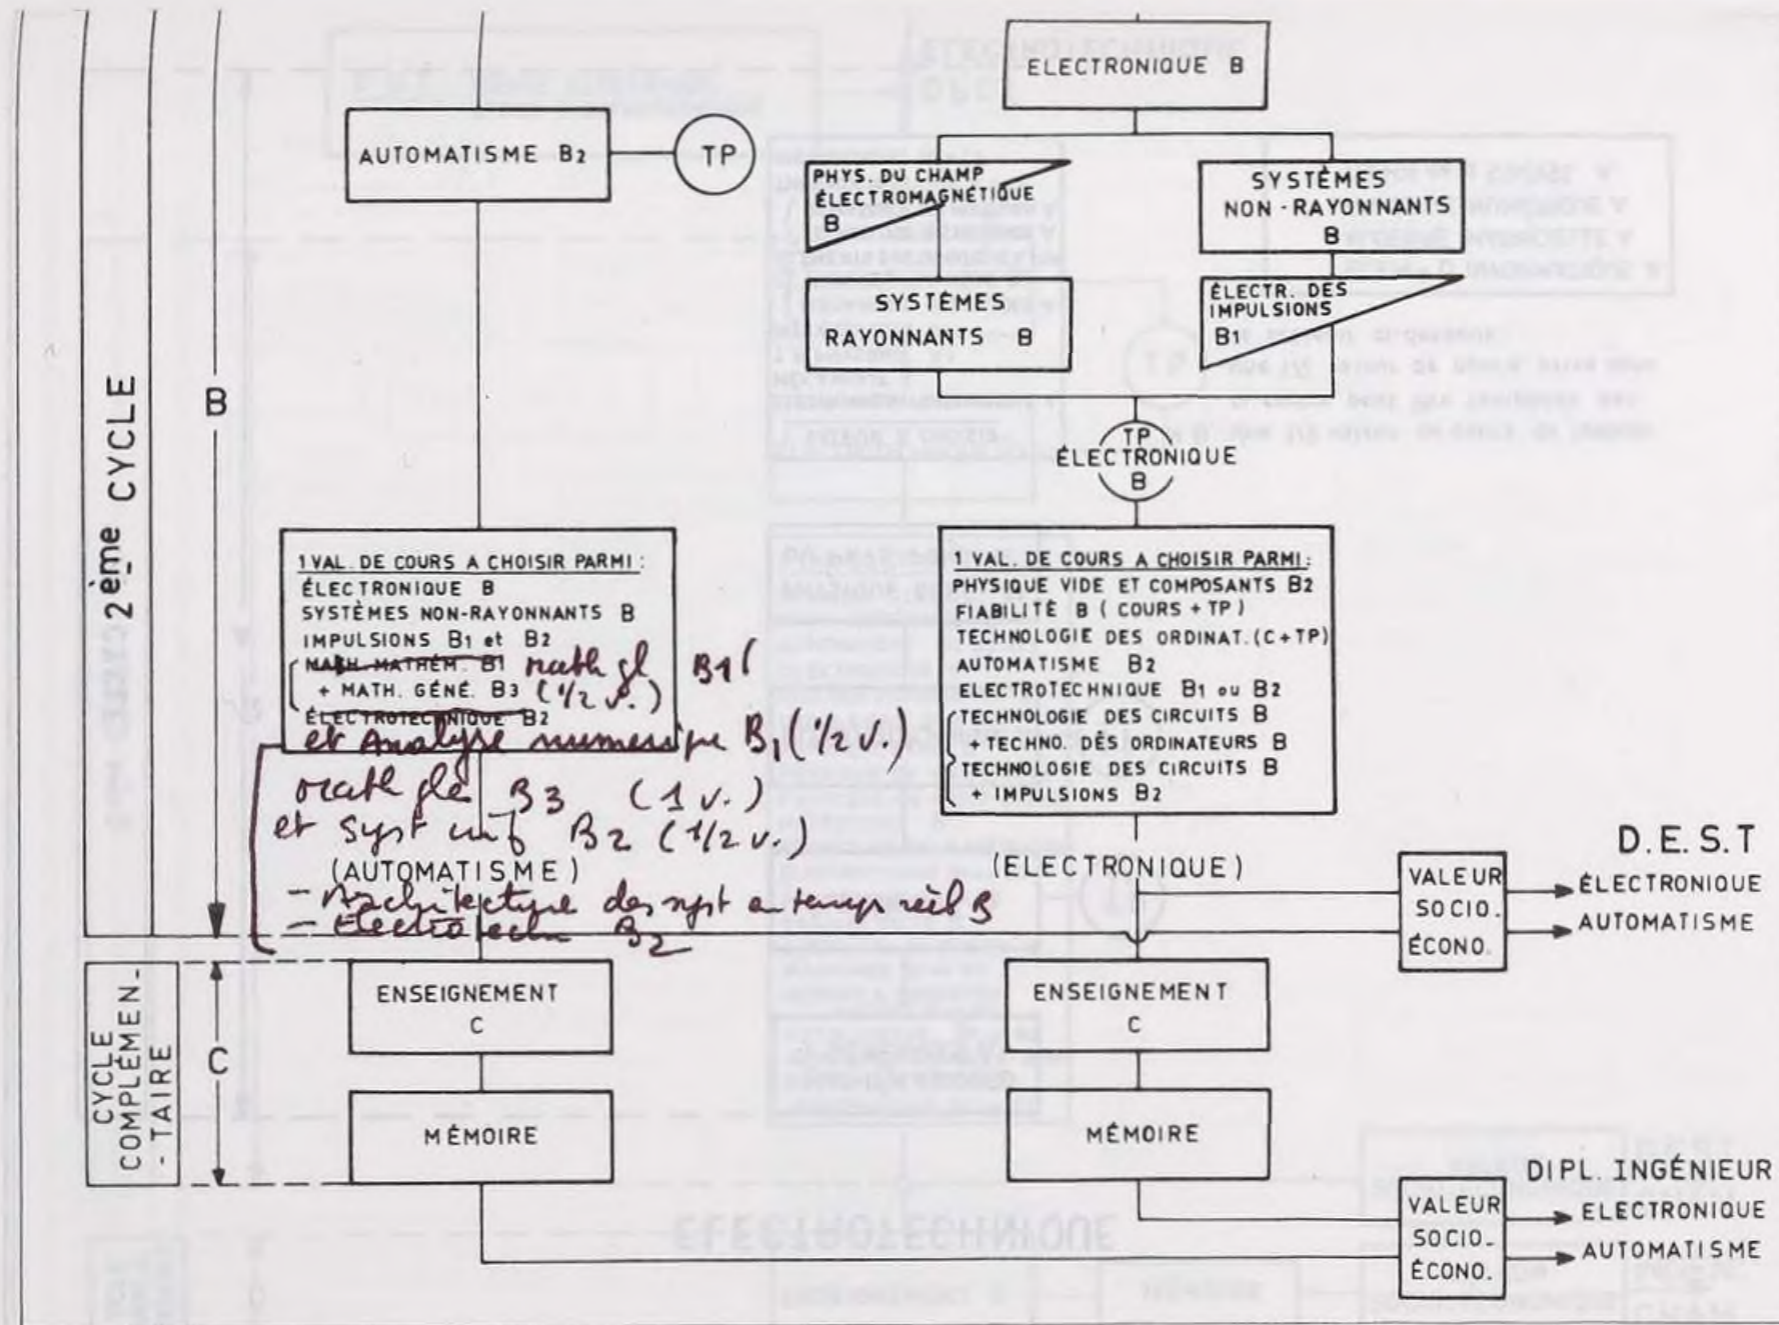 2ème CYCLE
B
AUTOMATISME B2
TP
1 VAL. DE COURS A CHOISIR PARMI :
ÉLECTRONIQUE B
SYSTÈMES NON-RAYONNANTS B
IMPULSIONS B1 et B2
MATHÉM. B1 math gl B1
+ MATH. GÉNÉ. B3 (1/2 v.)
ÉLECTROTECHNIQUE B2
et Analyse numerique B1 (1/2 v.)
math gle B3 (1 v.)
et Syst inf B2 (1/2 v.)
(AUTOMATISME)
- Architecture des syst en temps réel B
- Electrotechn B2
ELECTRONIQUE B
PHYS. DU CHAMP
ÉLECTROMAGNÉTIQUE
B
SYSTÈMES
RAYONNANTS B
SYSTÈMES
NON-RAYONNANTS
B
ÉLECTR. DES
IMPULSIONS
B1
TP
ÉLECTRONIQUE
B
1 VAL. DE COURS A CHOISIR PARMI :
PHYSIQUE VIDE ET COMPOSANTS B2
FIABILITÉ B (COURS + TP)
TECHNOLOGIE DES ORDINAT. (C+TP)
AUTOMATISME B2
ELECTROTECHNIQUE B1 ou B2
TECHNOLOGIE DES CIRCUITS B
+ TECHNO. DES ORDINATEURS B
TECHNOLOGIE DES CIRCUITS B
+ IMPULSIONS B2
(ELECTRONIQUE)
VALEUR
SOCIO.
ÉCONO.
D.E.S.T
ÉLECTRONIQUE
AUTOMATISME
CYCLE
COMPLÉMEN-
-TAIRE
C
ENSEIGNEMENT
C
MÉMOIRE
ENSEIGNEMENT
C
MÉMOIRE
VALEUR
SOCIO-
ÉCONO.
DIPL. INGÉNIEUR
ELECTRONIQUE
AUTOMATISME